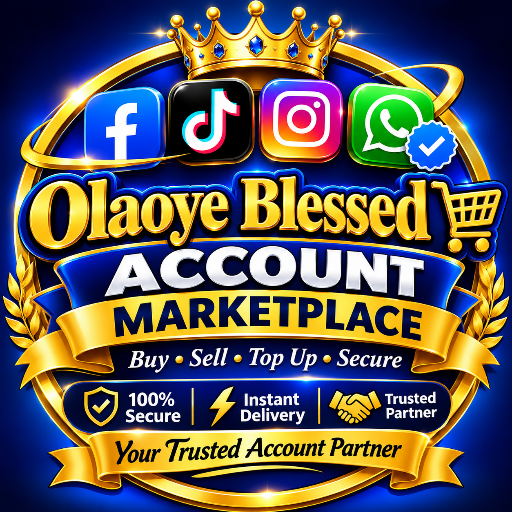 Olaoye Blessed
ACCOUNT
MARKETPLACE
Buy • Sell • Top Up • Secure
100% Secure
Instant Delivery
Trusted Partner
Your Trusted Account Partner